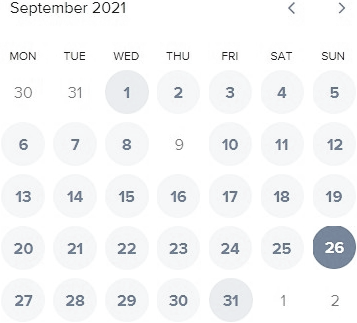 September 2021
MON TUE WED THU FRI SAT SUN
30 31 1 2 3 4 5
6 7 8 9 10 11 12
13 14 15 16 17 18 19
20 21 22 23 24 25 26
27 28 29 30 31 1 2